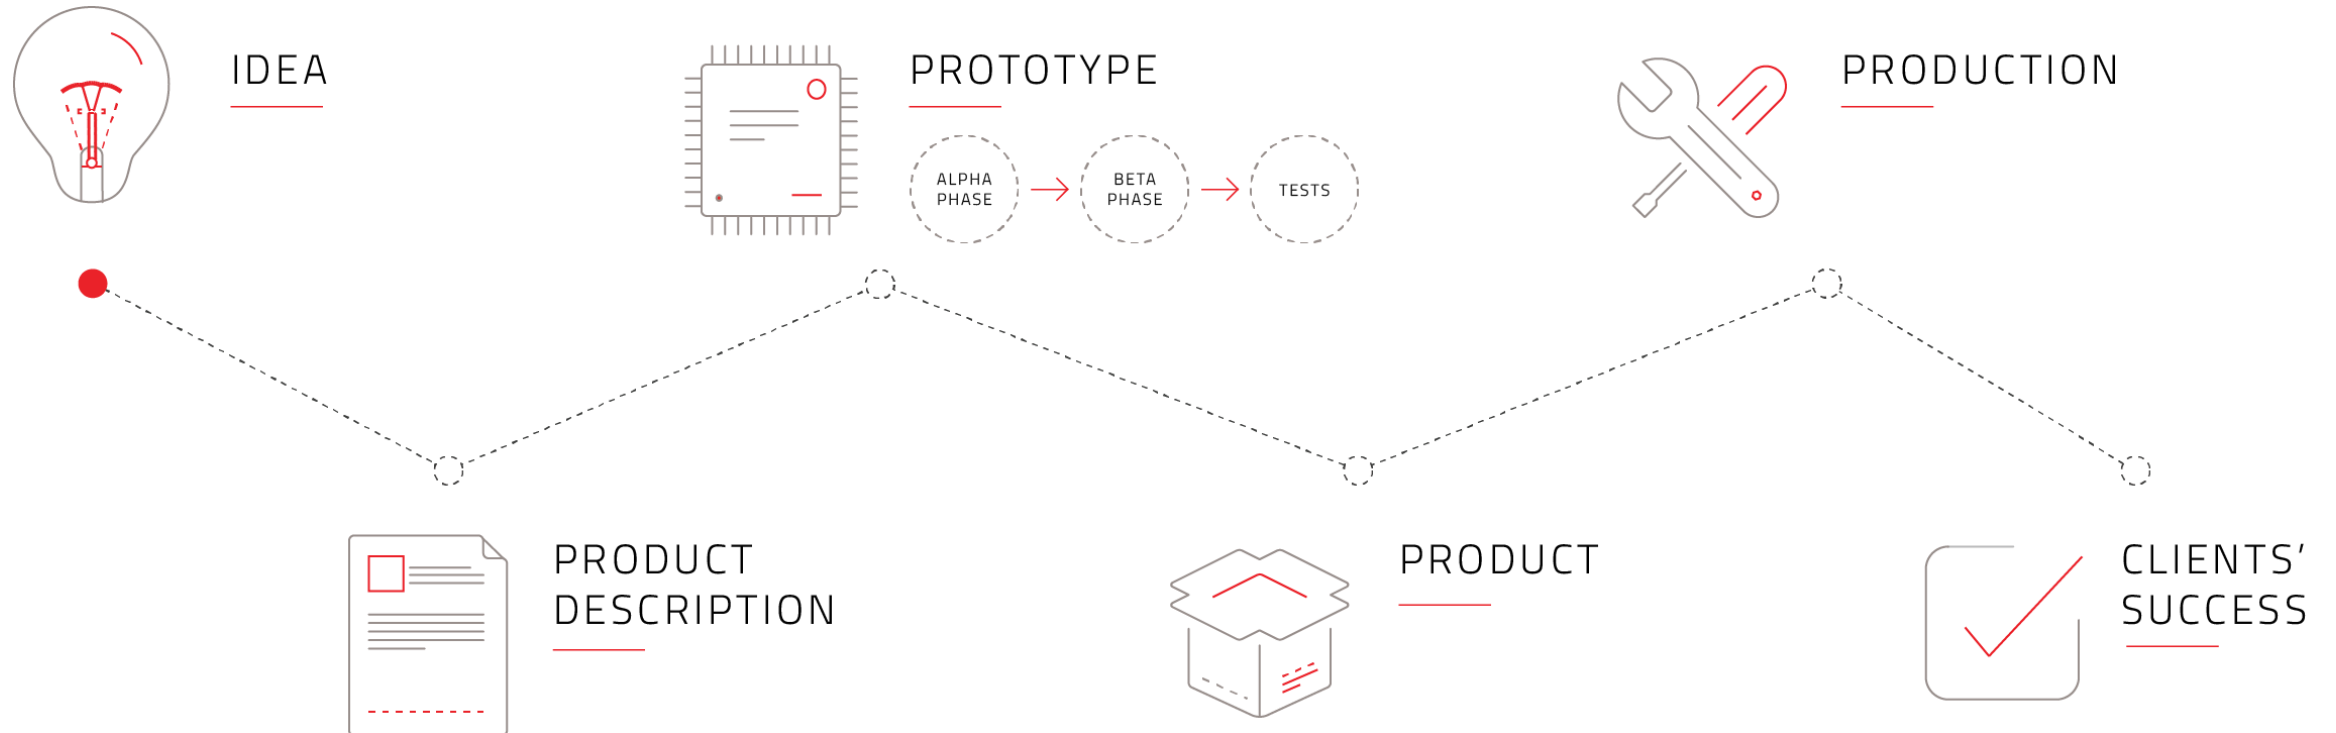 IDEA
PRODUCT
DESCRIPTION
PROTOTYPE
ALPHA
PHASE
BETA
PHASE
TESTS
PRODUCT
PRODUCTION
CLIENTS’
SUCCESS